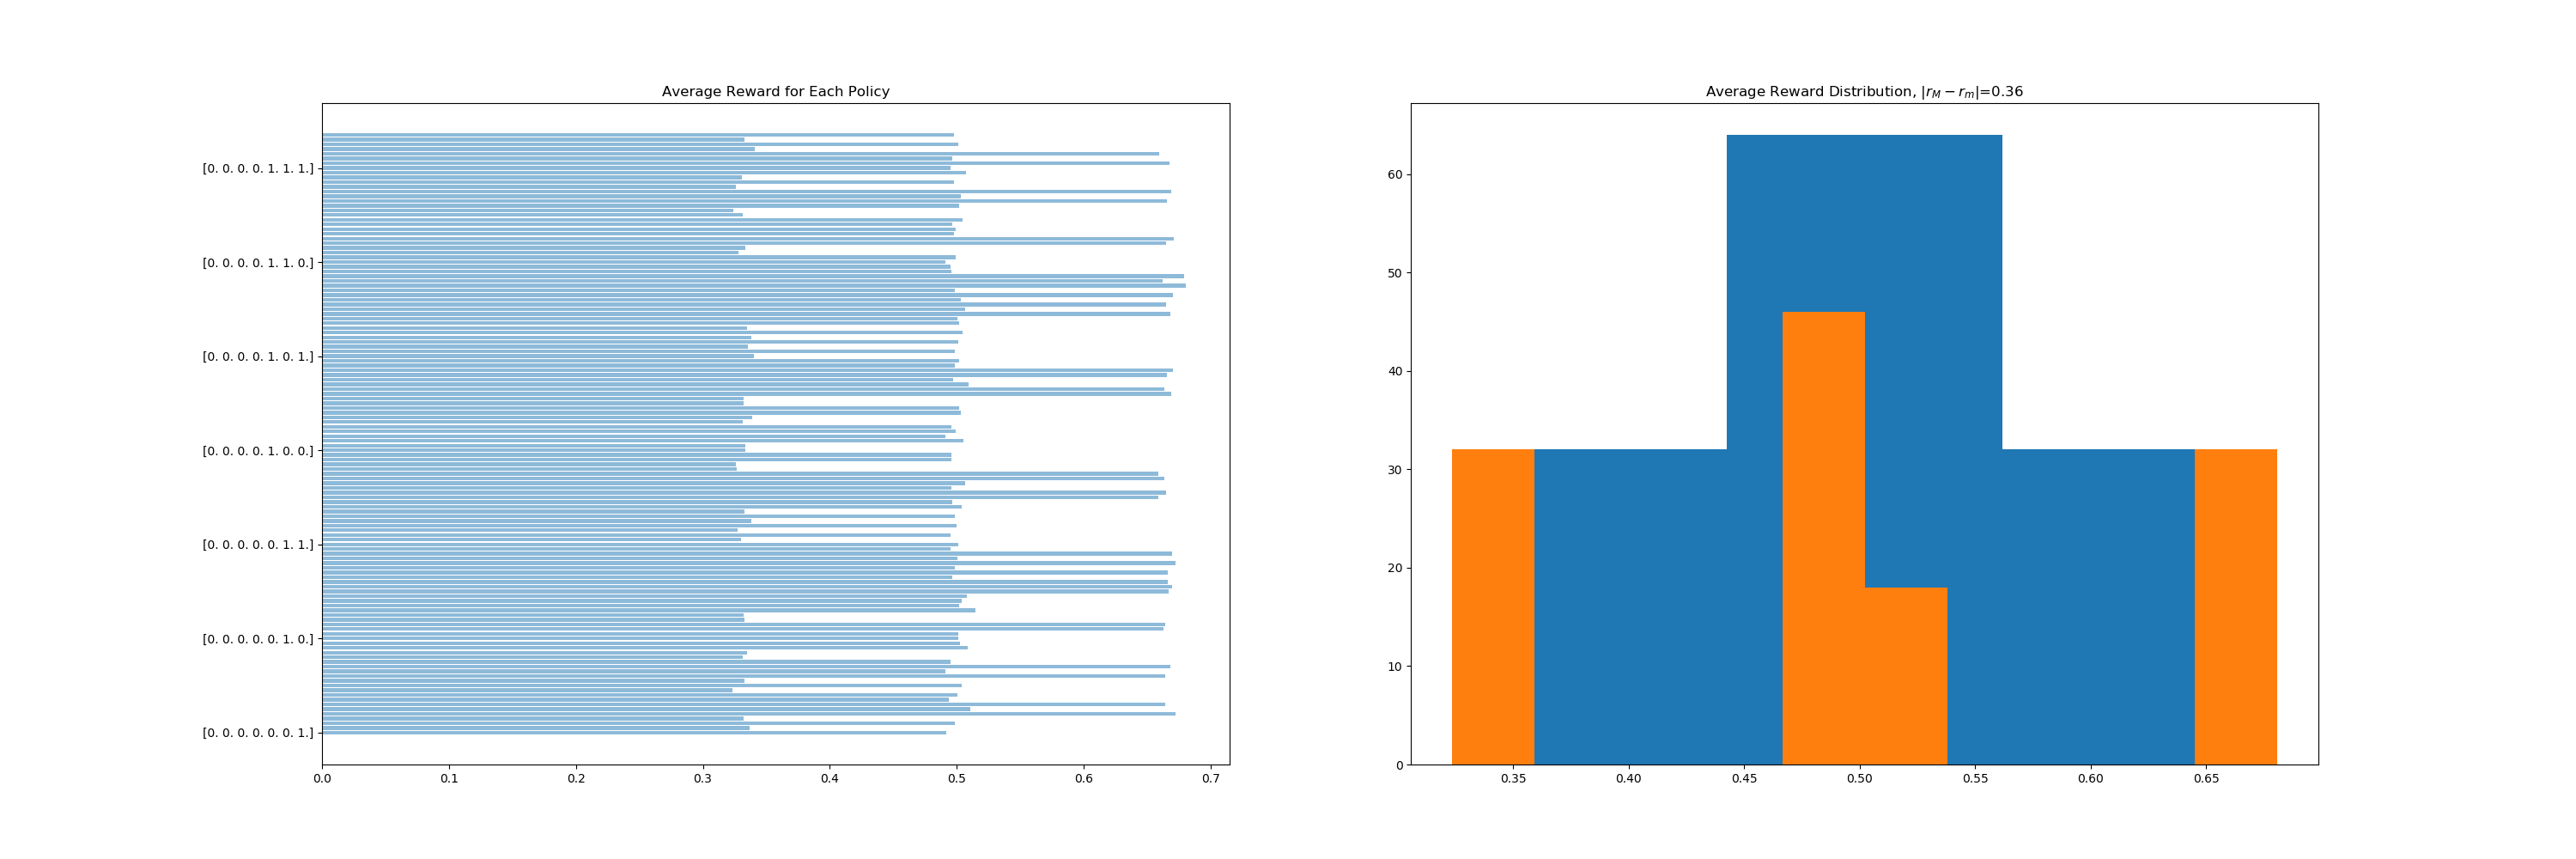 Average Reward for Each Policy
[0. 0. 0. 0. 1. 1. 1.]
[0. 0. 0. 0. 1. 1. 0.]
[0. 0. 0. 0. 1. 0. 1.]
[0. 0. 0. 0. 1. 0. 0.]
[0. 0. 0. 0. 0. 1. 1.]
[0. 0. 0. 0. 0. 1. 0.]
[0. 0. 0. 0. 0. 0. 1.]
0.0 0.1 0.2 0.3 0.4 0.5 0.6 0.7
Average Reward Distribution, |r_M − r_m|=0.36
60
50
40
30
20
10
0
0.35 0.40 0.45 0.50 0.55 0.60 0.65